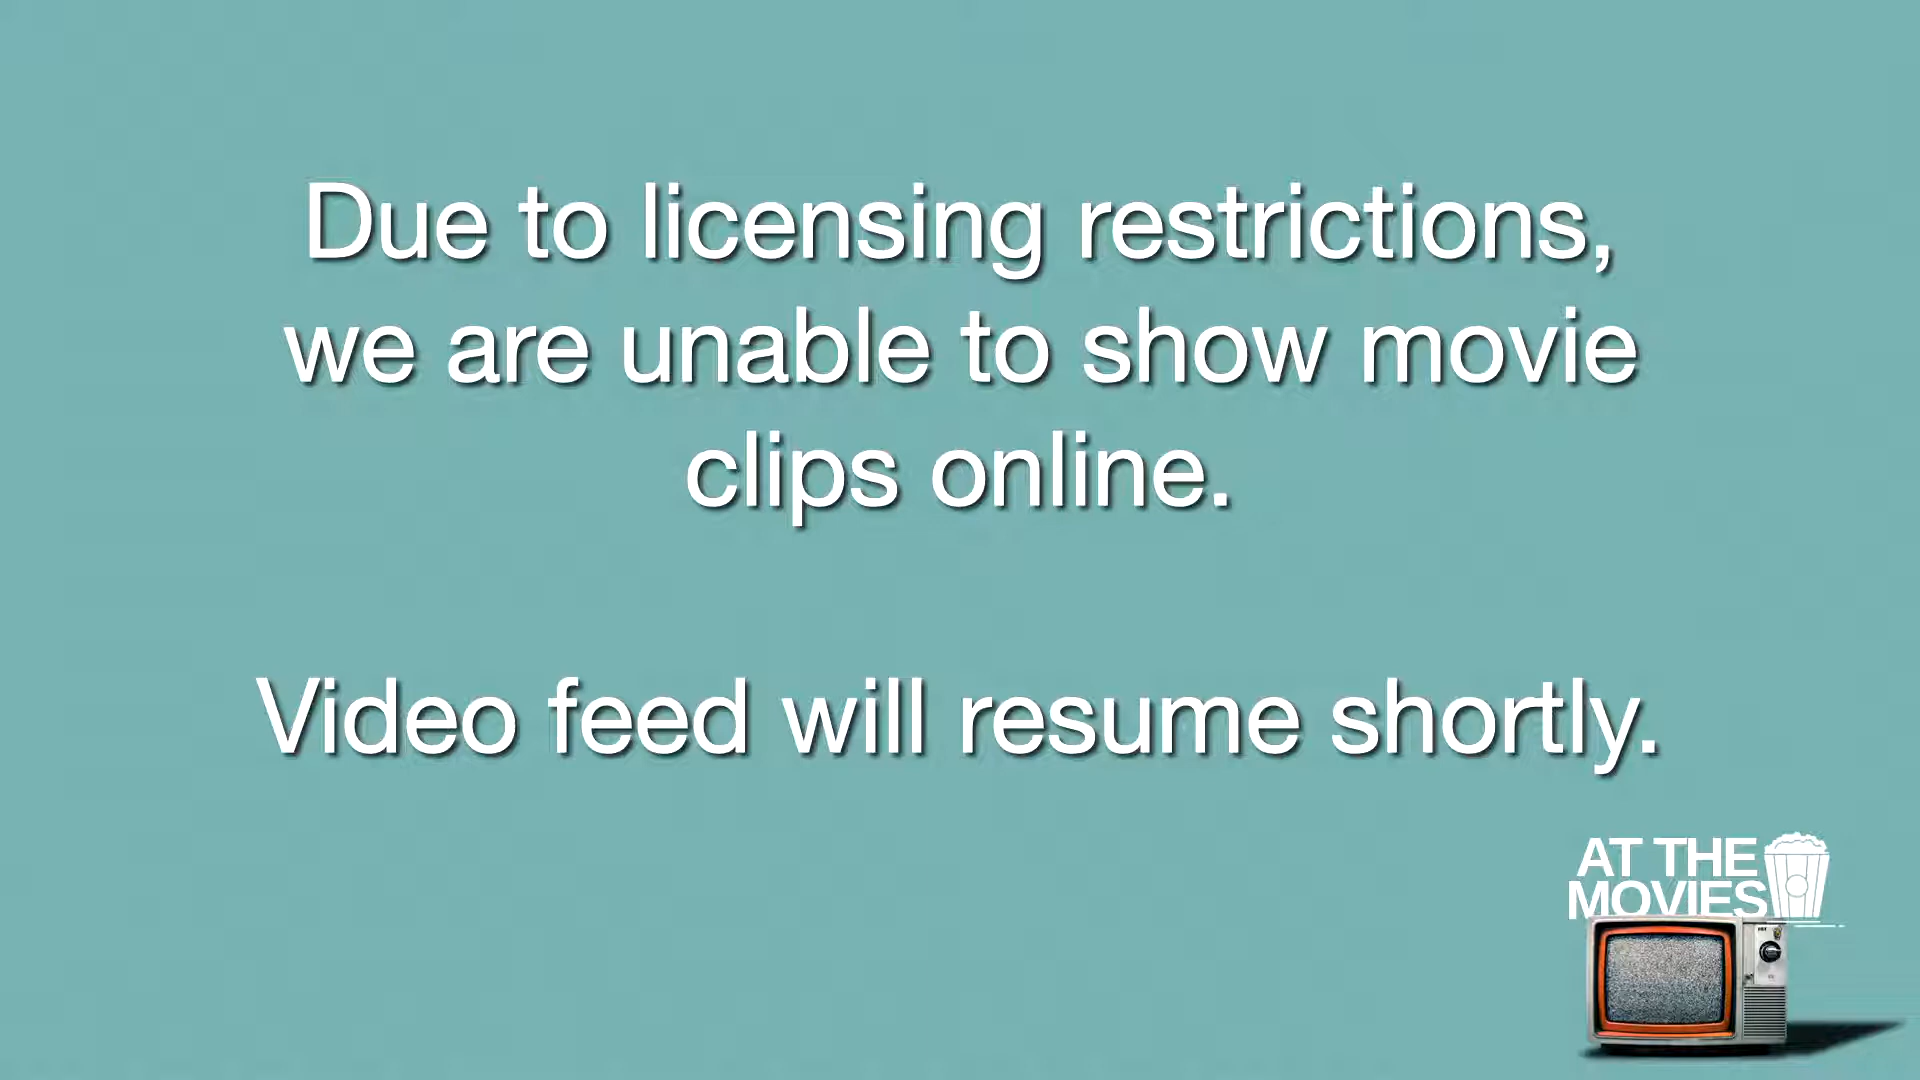 Due to licensing restrictions,
we are unable to show movie
clips online.
Video feed will resume shortly.
AT THE
MOVIES